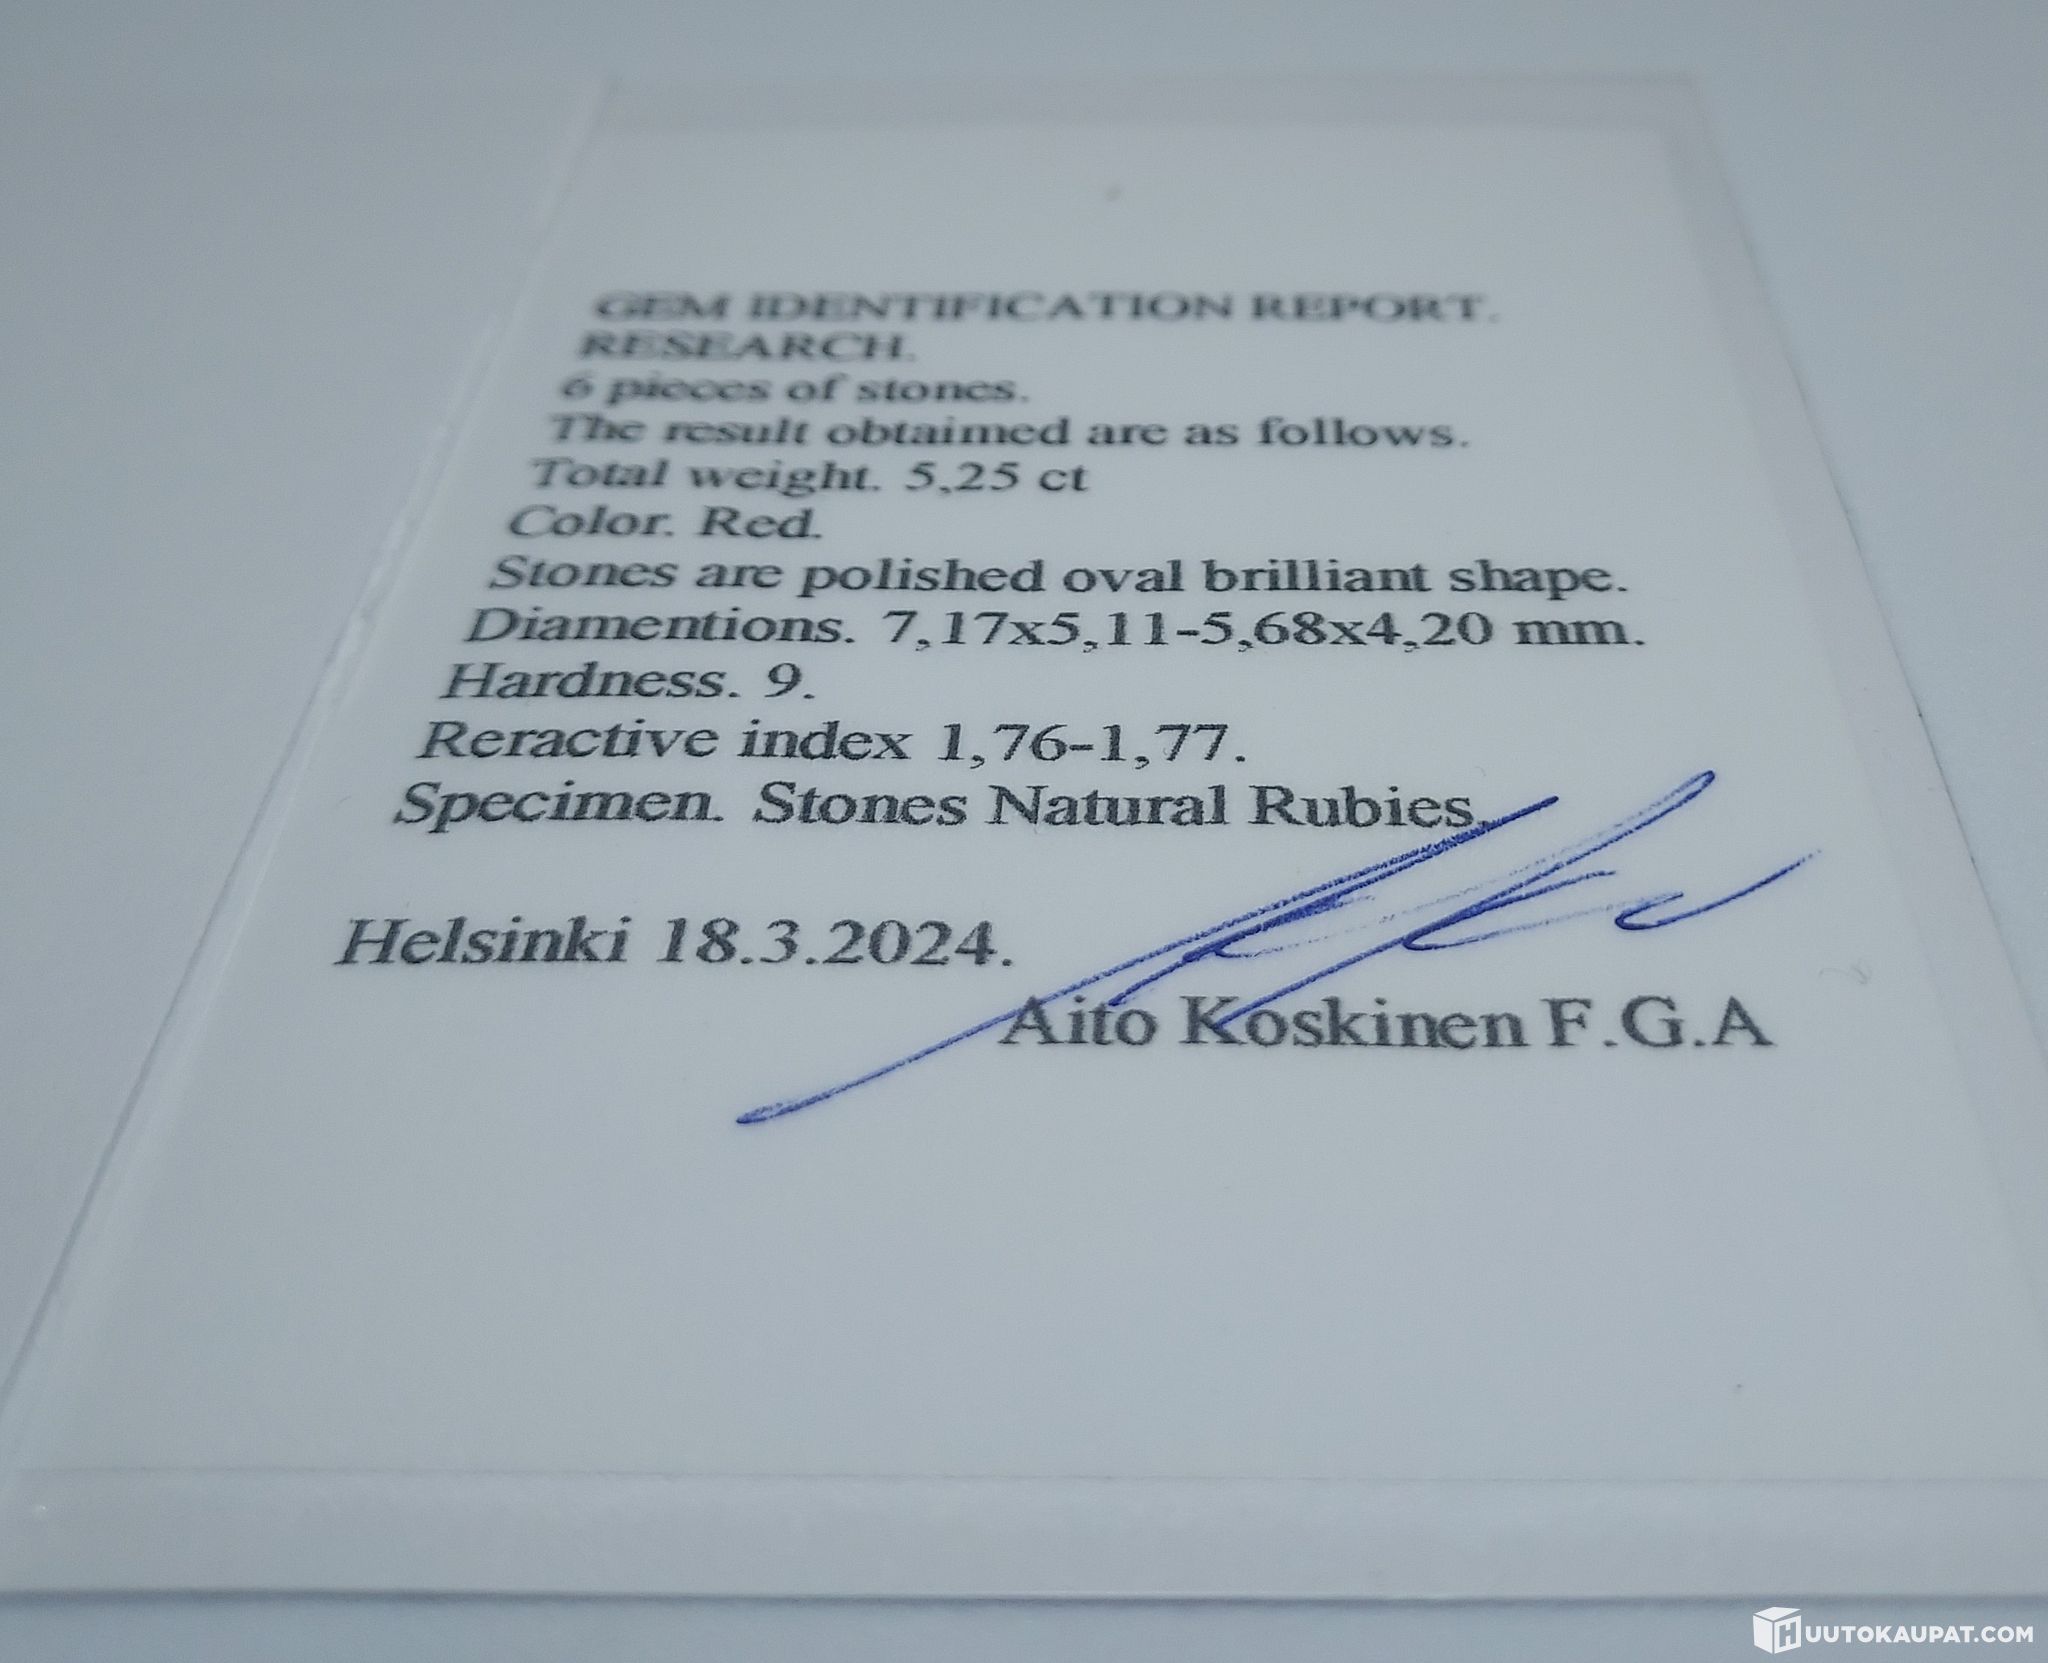 GEM IDENTIFICATION REPORT.
RESEARCH.
6 pieces of stones.
The result obtaimed are as follows.
Total weight. 5,25 ct
Color. Red.
Stones are polished oval brilliant shape.
Diamentions. 7,17x5,11-5,68x4,20 mm.
Hardness. 9.
Reractive index 1,76-1,77.
Specimen. Stones Natural Rubies.
Helsinki 18.3.2024.
Aito Koskinen F.G.A
HUUTOKAUPAT.COM